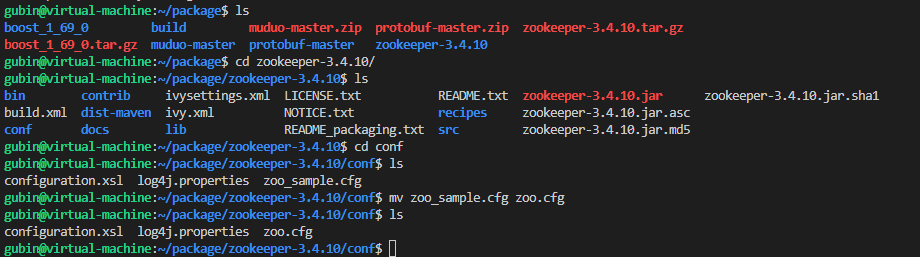 gubin@virtual-machine:~/package$ ls
boost_1_69_0         build         muduo-master.zip  protobuf-master.zip  zookeeper-3.4.10.tar.gz
boost_1_69_0.tar.gz  muduo-master  protobuf-master   zookeeper-3.4.10
gubin@virtual-machine:~/package$ cd zookeeper-3.4.10/
gubin@virtual-machine:~/package/zookeeper-3.4.10$ ls
bin        contrib     ivysettings.xml  LICENSE.txt           README.txt  zookeeper-3.4.10.jar      zookeeper-3.4.10.jar.sha1
build.xml  dist-maven  ivy.xml          NOTICE.txt            recipes     zookeeper-3.4.10.jar.asc
conf       docs        lib              README_packaging.txt  src         zookeeper-3.4.10.jar.md5
gubin@virtual-machine:~/package/zookeeper-3.4.10$ cd conf
gubin@virtual-machine:~/package/zookeeper-3.4.10/conf$ ls
configuration.xsl  log4j.properties  zoo_sample.cfg
gubin@virtual-machine:~/package/zookeeper-3.4.10/conf$ mv zoo_sample.cfg zoo.cfg
gubin@virtual-machine:~/package/zookeeper-3.4.10/conf$ ls
configuration.xsl  log4j.properties  zoo.cfg
gubin@virtual-machine:~/package/zookeeper-3.4.10/conf$